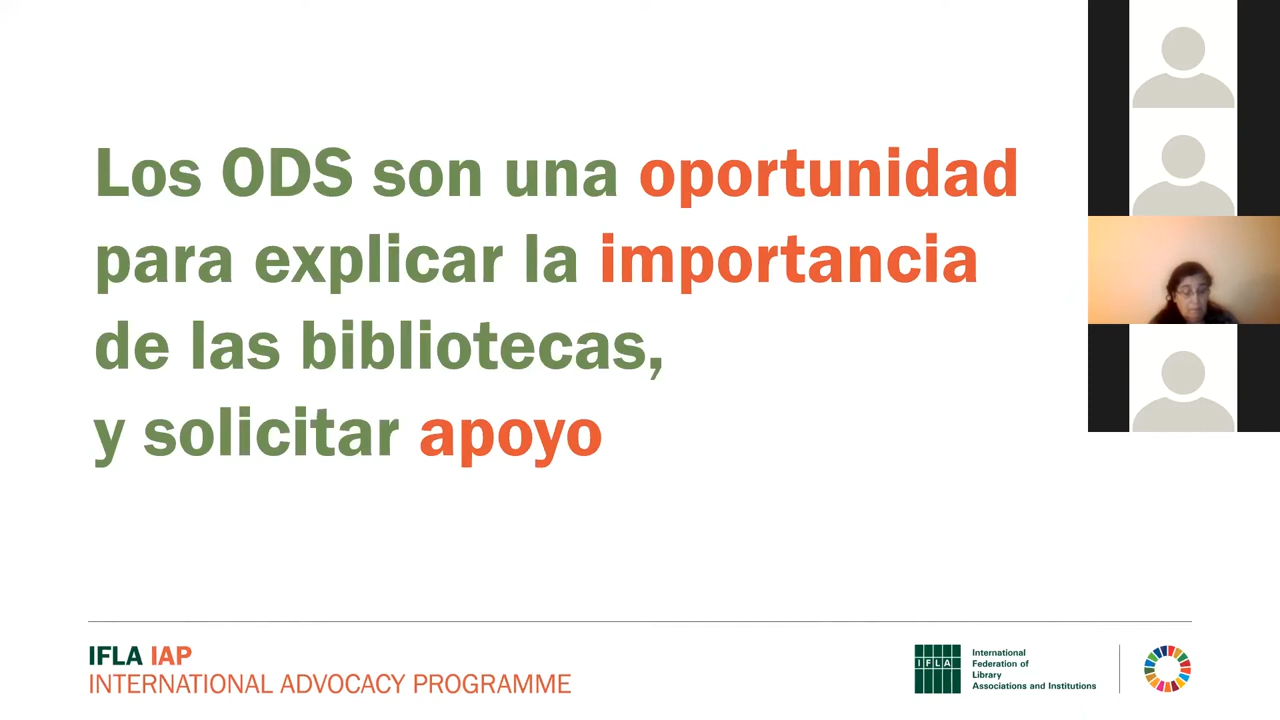 Los ODS son una oportunidad
para explicar la importancia
de las bibliotecas,
y solicitar apoyo
IFLA IAP
INTERNATIONAL ADVOCACY PROGRAMME
IFLA
International
Federation of
Library
Associations and Institutions